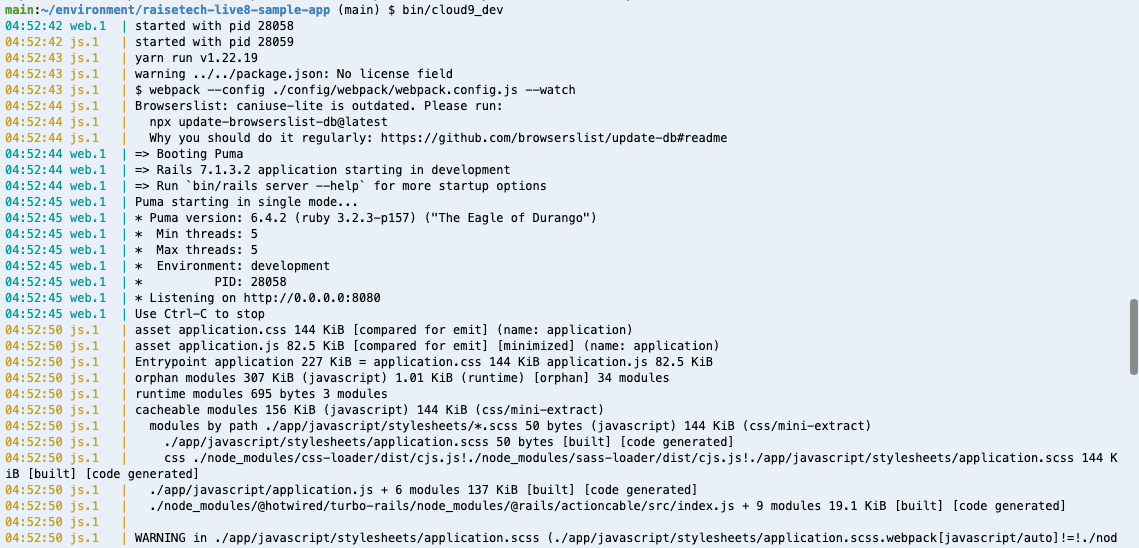 main:~/environment/raisetech-live8-sample-app (main) $ bin/cloud9_dev
04:52:42 web.1  | started with pid 28058
04:52:42 js.1   | started with pid 28059
04:52:43 js.1   | yarn run v1.22.19
04:52:43 js.1   | warning ../../package.json: No license field
04:52:43 js.1   | $ webpack --config ./config/webpack/webpack.config.js --watch
04:52:44 js.1   | Browserslist: caniuse-lite is outdated. Please run:
04:52:44 js.1   |   npx update-browserslist-db@latest
04:52:44 js.1   |   Why you should do it regularly: https://github.com/browserslist/update-db#readme
04:52:44 web.1  | => Booting Puma
04:52:44 web.1  | => Rails 7.1.3.2 application starting in development
04:52:44 web.1  | => Run `bin/rails server --help` for more startup options
04:52:45 web.1  | Puma starting in single mode...
04:52:45 web.1  | * Puma version: 6.4.2 (ruby 3.2.3-p157) ("The Eagle of Durango")
04:52:45 web.1  | *  Min threads: 5
04:52:45 web.1  | *  Max threads: 5
04:52:45 web.1  | *  Environment: development
04:52:45 web.1  | *          PID: 28058
04:52:45 web.1  | * Listening on http://0.0.0.0:8080
04:52:45 web.1  | Use Ctrl-C to stop
04:52:50 js.1   | asset application.css 144 KiB [compared for emit] (name: application)
04:52:50 js.1   | asset application.js 82.5 KiB [compared for emit] [minimized] (name: application)
04:52:50 js.1   | Entrypoint application 227 KiB = application.css 144 KiB application.js 82.5 KiB
04:52:50 js.1   | orphan modules 307 KiB (javascript) 1.01 KiB (runtime) [orphan] 34 modules
04:52:50 js.1   | runtime modules 695 bytes 3 modules
04:52:50 js.1   | cacheable modules 156 KiB (javascript) 144 KiB (css/mini-extract)
04:52:50 js.1   |   modules by path ./app/javascript/stylesheets/*.scss 50 bytes (javascript) 144 KiB (css/mini-extract)
04:52:50 js.1   |     ./app/javascript/stylesheets/application.scss 50 bytes [built] [code generated]
04:52:50 js.1   |     css ./node_modules/css-loader/dist/cjs.js!./node_modules/sass-loader/dist/cjs.js!./app/javascript/stylesheets/application.scss 144 K
iB [built] [code generated]
04:52:50 js.1   |   ./app/javascript/application.js + 6 modules 137 KiB [built] [code generated]
04:52:50 js.1   |   ./node_modules/@hotwired/turbo-rails/node_modules/@rails/actioncable/src/index.js + 9 modules 19.1 KiB [built] [code generated]
04:52:50 js.1   |
04:52:50 js.1   | WARNING in ./app/javascript/stylesheets/application.scss (./app/javascript/stylesheets/application.scss.webpack[javascript/auto]!=!./nod